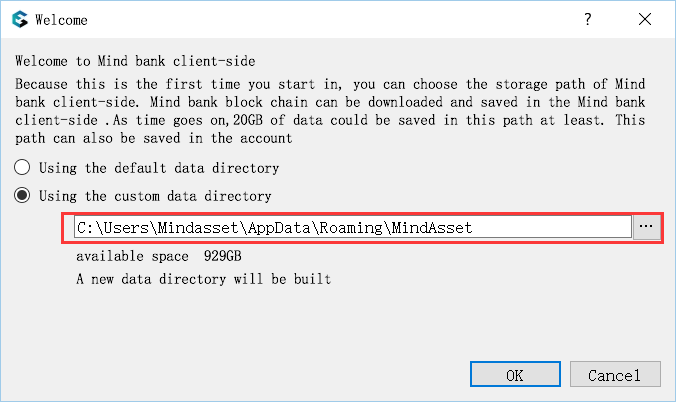 Welcome
?
Welcome to Mind bank client-side
Because this is the first time you start in, you can choose the storage path of Mind
bank client-side. Mind bank block chain can be downloaded and saved in the Mind bank
client-side .As time goes on,20GB of data could be saved in this path at least. This
path can also be saved in the account
Using the default data directory
Using the custom data directory
C:\Users\Mindasset\AppData\Roaming\MindAsset
...
available space  929GB
A new data directory will be built
OK
Cancel